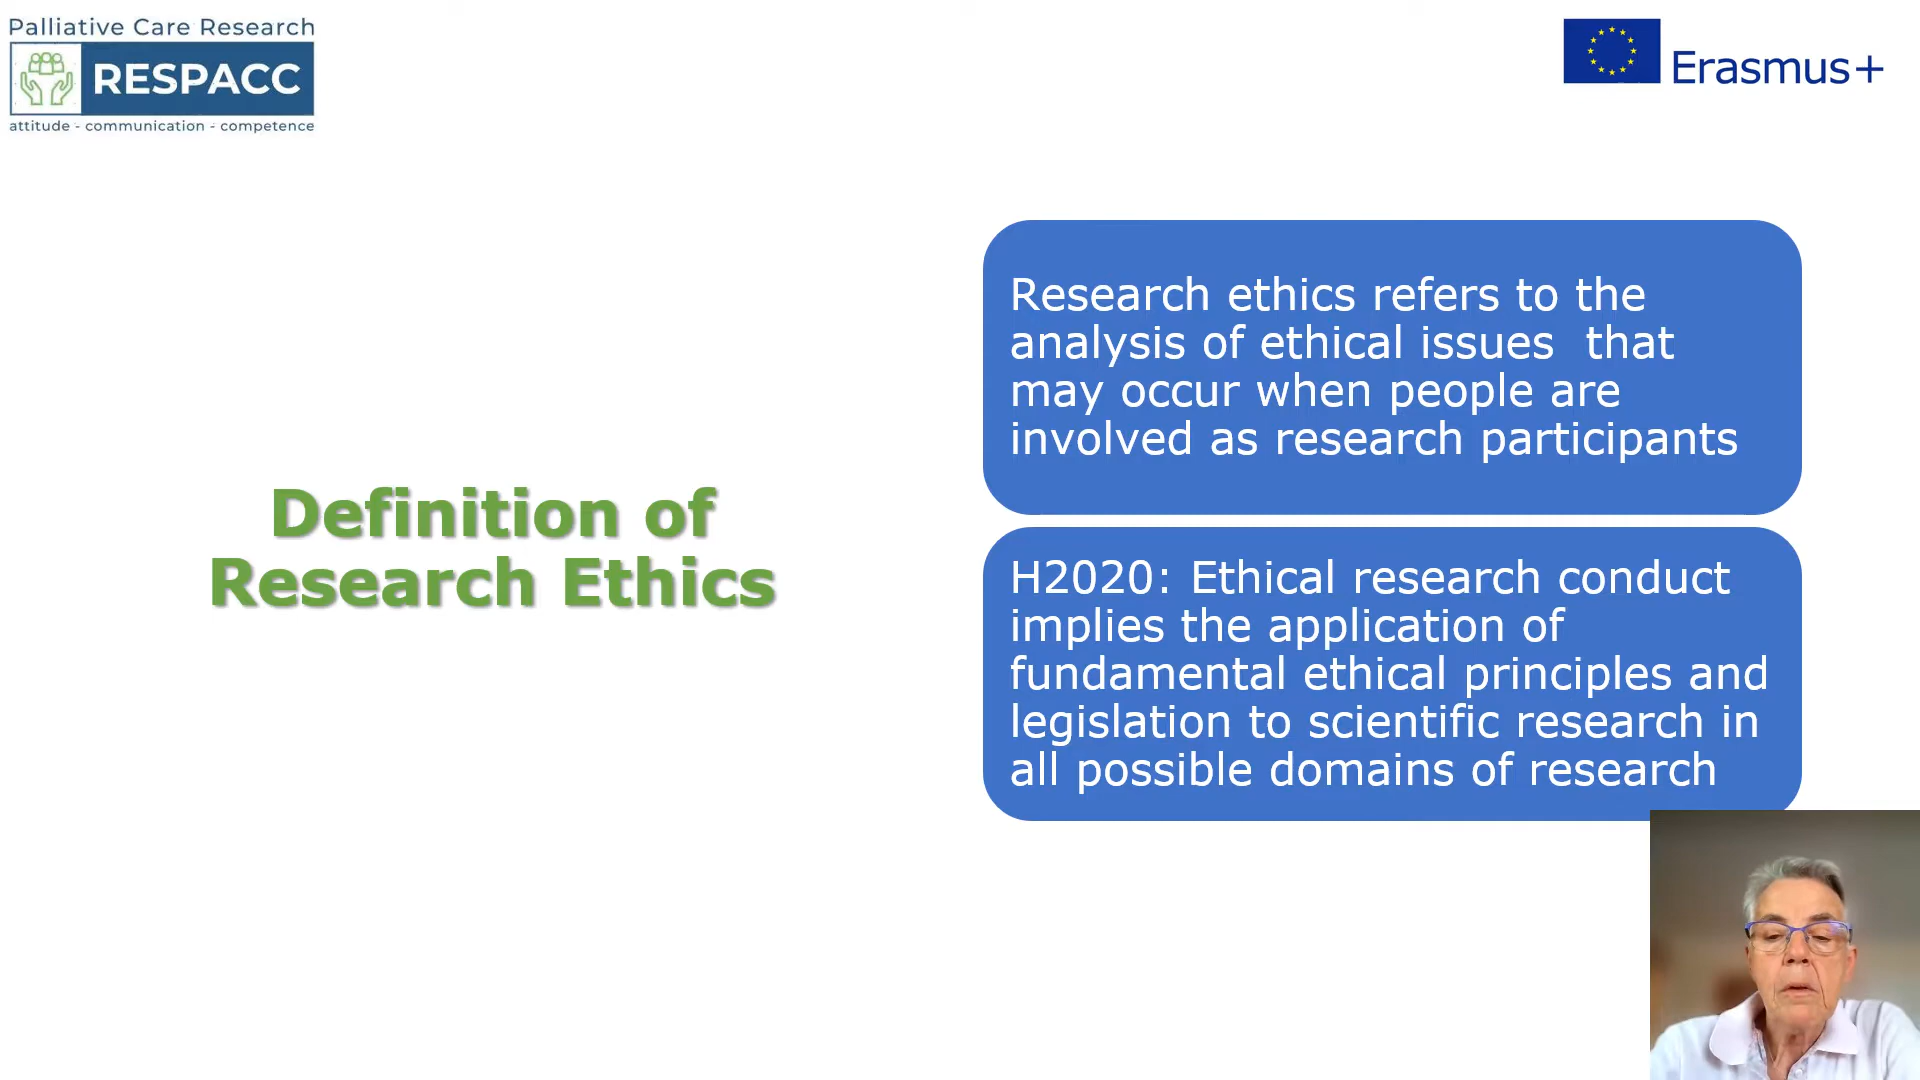 Palliative Care Research
RESPACC
attitude - communication - competence
Erasmus+
Definition of
Research Ethics
Research ethics refers to the
analysis of ethical issues  that
may occur when people are
involved as research participants
H2020: Ethical research conduct
implies the application of
fundamental ethical principles and
legislation to scientific research in
all possible domains of research